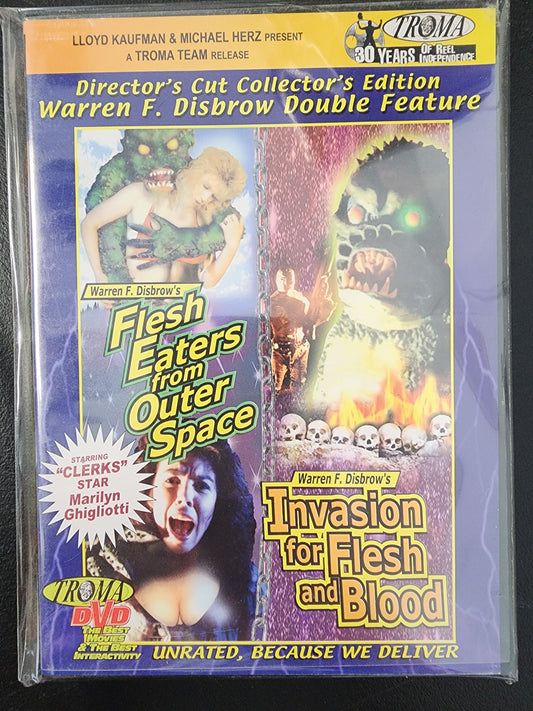 LLOYD KAUFMAN & MICHAEL HERZ PRESENT
A TROMA TEAM RELEASE
TROMA
30 YEARS OF REEL INDEPENDENCE
Director's Cut Collector's Edition
Warren F. Disbrow Double Feature
Warren F. Disbrow's
Flesh
Eaters
from
Outer
Space
STARRING
"CLERKS"
STAR
Marilyn
Ghigliotti
Warren F. Disbrow's
Invasion
for Flesh
and Blood
TROMA
DVD
THE BEST
MOVIES
& THE BEST
INTERACTIVITY
UNRATED, BECAUSE WE DELIVER